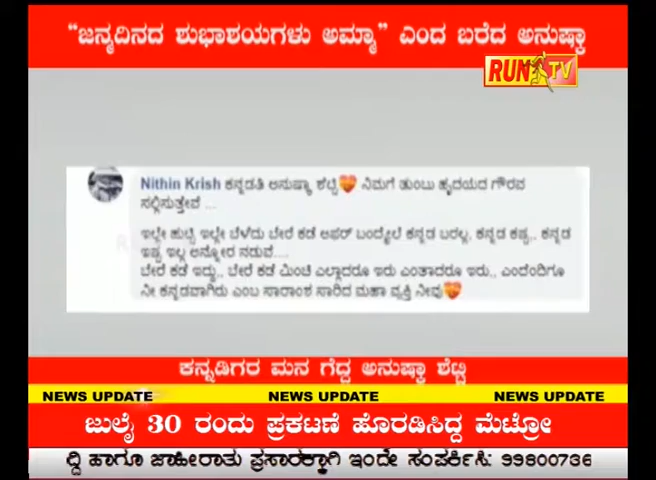 “ಜನ್ಮದಿನದ ಶುಭಾಶಯಗಳು ಅಮ್ಮಾ” ಎಂದ ಬರೆದ ಅನುಷ್ಕಾ
RUN TV
Nithin Krish ಕನ್ನಡತಿ ಅನುಷ್ಕಾ ಶೆಟ್ಟಿ ನಿಮಗೆ ತುಂಬು ಹೃದಯದ ಗೌರವ
ಸಲ್ಲಿಸುತ್ತೇವೆ ...
ಇಲ್ಲೇ ಹುಟ್ಟಿ ಇಲ್ಲೇ ಬೆಳೆದು ಬೇರೆ ಕಡೆ ಆಫರ್ ಬಂದ್ಮೇಲೆ ಕನ್ನಡ ಬರಲ್ಲ, ಕನ್ನಡ ಕಷ್ಟ.. ಕನ್ನಡ
ಇಷ್ಟ ಇಲ್ಲ ಅನ್ನೋರ ನಡುವೆ....
ಬೇರೆ ಕಡೆ ಇದ್ದು.. ಬೇರೆ ಕಡೆ ಮಿಂಚಿ ಎಲ್ಲಾದರೂ ಇರು ಎಂತಾದರೂ ಇರು.. ಎಂದೆಂದಿಗೂ
ನೀ ಕನ್ನಡವಾಗಿರು ಎಂಬ ಸಾರಾಂಶ ಸಾರಿದ ಮಹಾ ವ್ಯಕ್ತಿ ನೀವು
ಕನ್ನಡಿಗರ ಮನ ಗೆದ್ದ ಅನುಷ್ಕಾ ಶೆಟ್ಟಿ
NEWS UPDATE NEWS UPDATE NEWS UPDATE
ಜುಲೈ 30 ರಂದು ಪ್ರಕಟಣೆ ಹೊರಡಿಸಿದ್ದ ಮೆಟ್ರೋ
ದ್ದಿ ಹಾಗೂ ಜಾಹೀರಾತು ಪ್ರಸಾರಕ್ಕಾಗಿ ಇಂದೇ ಸಂಪರ್ಕಿಸಿ: 99800736